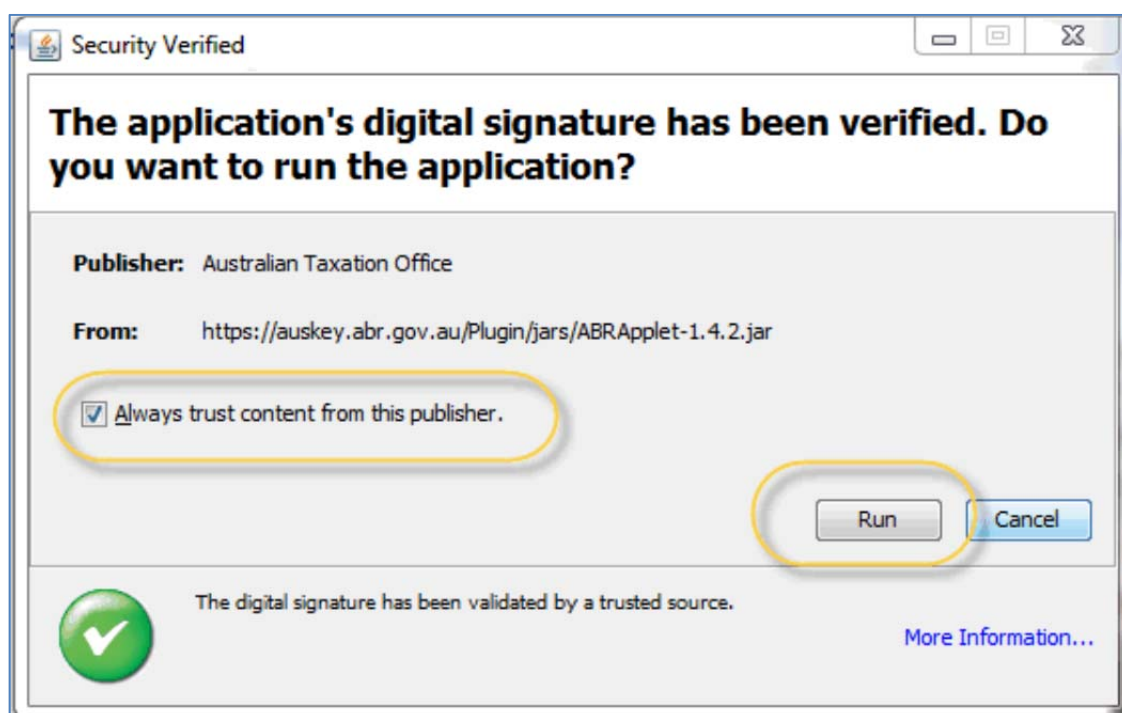 Security Verified
The application's digital signature has been verified. Do
you want to run the application?
Publisher: Australian Taxation Office
From: https://auskey.abr.gov.au/Plugin/jars/ABRApplet-1.4.2.jar
Always trust content from this publisher.
Run Cancel
The digital signature has been validated by a trusted source.
More Information...